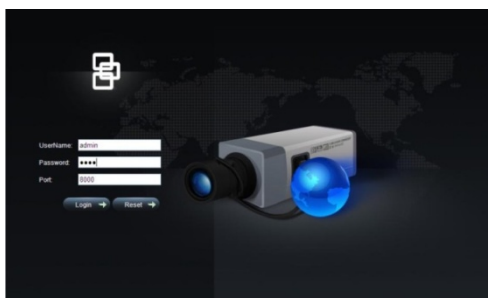 UserName: admin
Password: ••••
Port: 8000
Login Reset